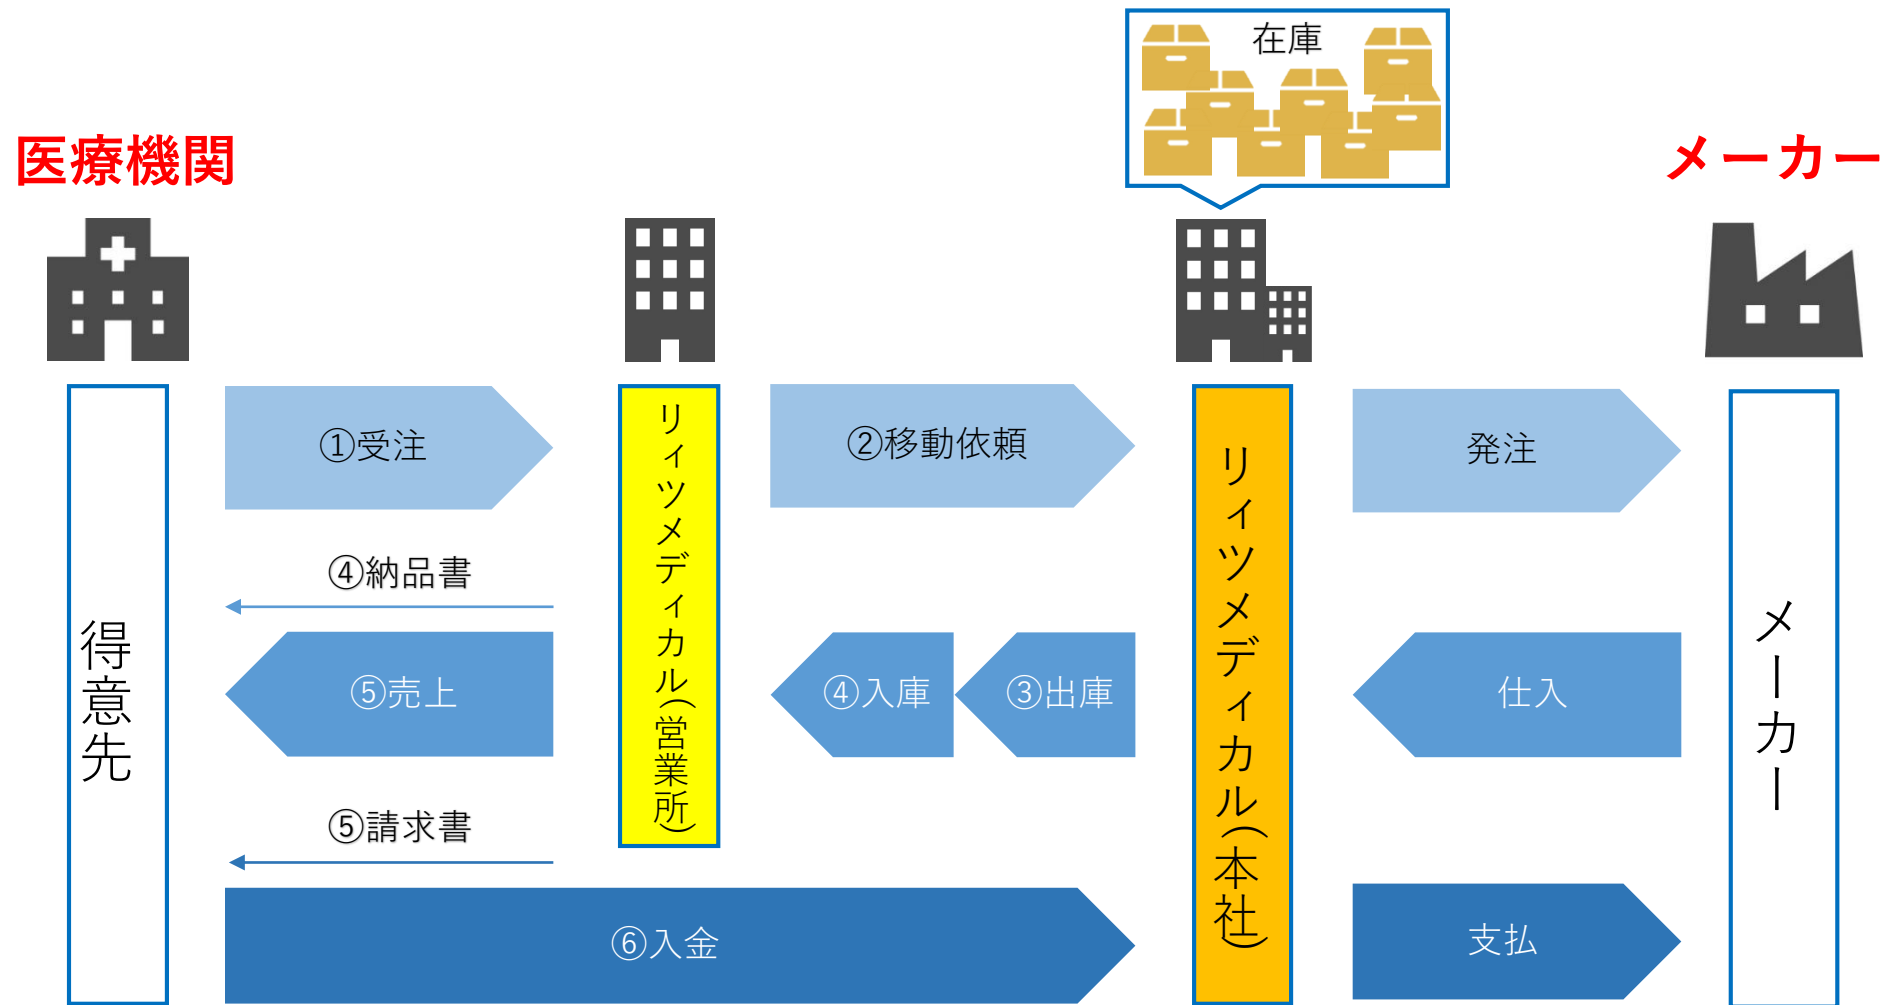 在庫
医療機関
メーカー
①受注
②移動依頼
発注
④納品書
⑤売上
④入庫
③出庫
仕入
⑤請求書
⑥入金
支払
得意先
リィツメディカル(営業所)
リィツメディカル(本社)
メーカー